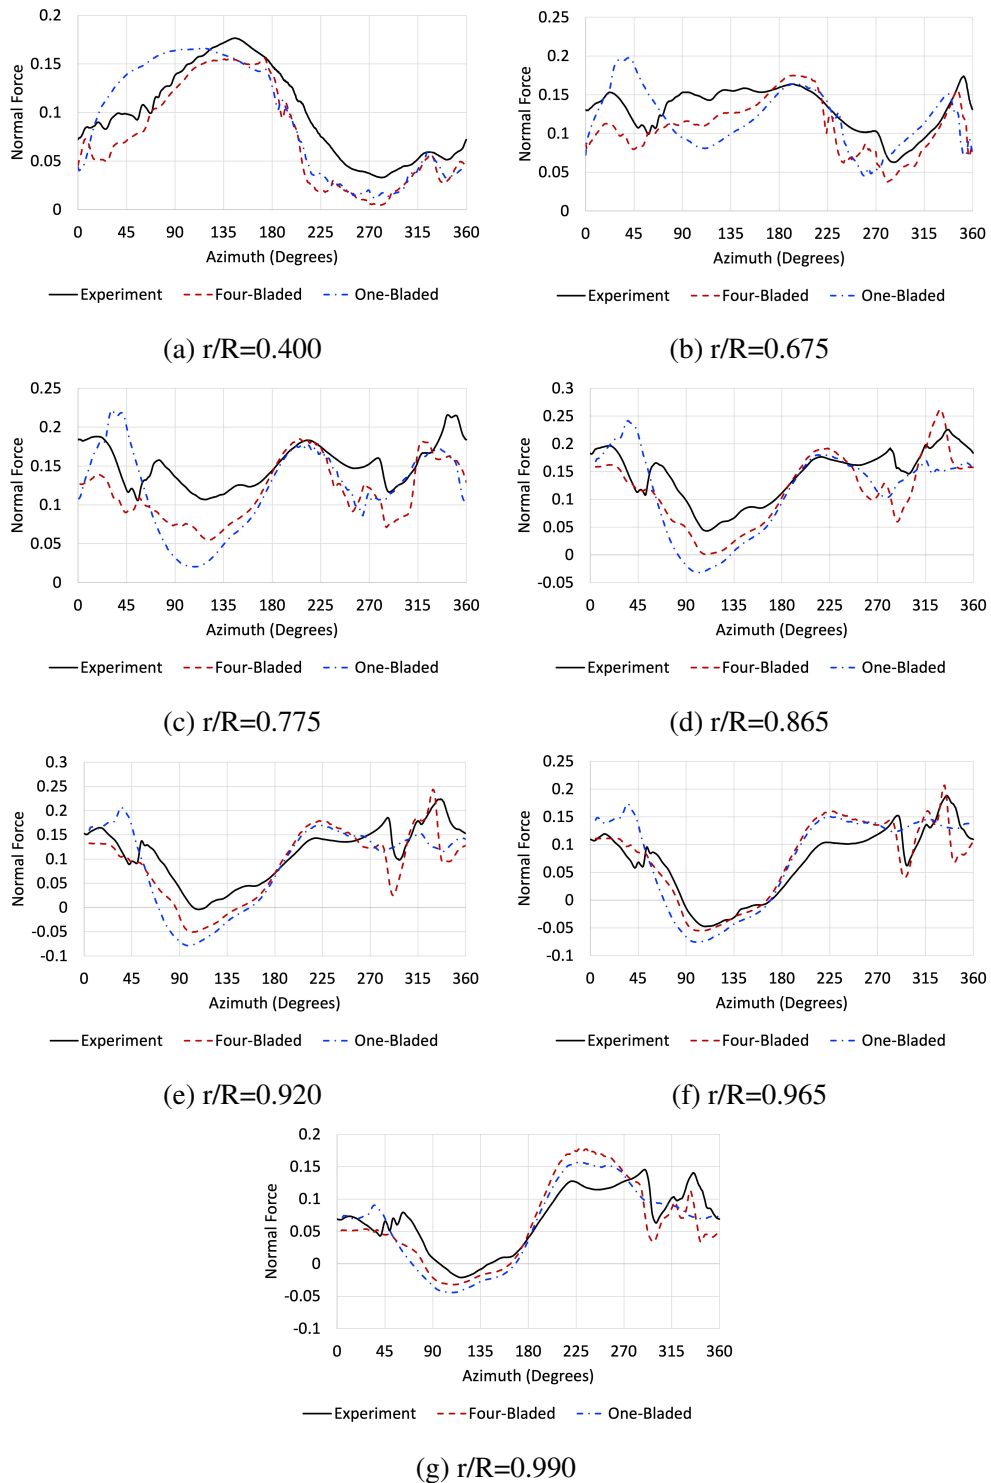 0.2
0.15
0.1
0.05
0
Normal Force
0 45 90 135 180 225 270 315 360
Azimuth (Degrees)
Experiment Four-Bladed One-Bladed
(a) r/R=0.400
0.25
0.2
0.15
0.1
0.05
0
Normal Force
0 45 90 135 180 225 270 315 360
Azimuth (Degrees)
Experiment Four-Bladed One-Bladed
(b) r/R=0.675
0.25
0.2
0.15
0.1
0.05
0
Normal Force
0 45 90 135 180 225 270 315 360
Azimuth (Degrees)
Experiment Four-Bladed One-Bladed
(c) r/R=0.775
0.3
0.25
0.2
0.15
0.1
0.05
0
-0.05
Normal Force
0 45 90 135 180 225 270 315 360
Azimuth (Degrees)
Experiment Four-Bladed One-Bladed
(d) r/R=0.865
0.3
0.25
0.2
0.15
0.1
0.05
0
-0.05
-0.1
Normal Force
0 45 90 135 180 225 270 315 360
Azimuth (Degrees)
Experiment Four-Bladed One-Bladed
(e) r/R=0.920
0.25
0.2
0.15
0.1
0.05
0
-0.05
-0.1
Normal Force
0 45 90 135 180 225 270 315 360
Azimuth (Degrees)
Experiment Four-Bladed One-Bladed
(f) r/R=0.965
0.2
0.15
0.1
0.05
0
-0.05
-0.1
Normal Force
0 45 90 135 180 225 270 315 360
Azimuth (Degrees)
Experiment Four-Bladed One-Bladed
(g) r/R=0.990